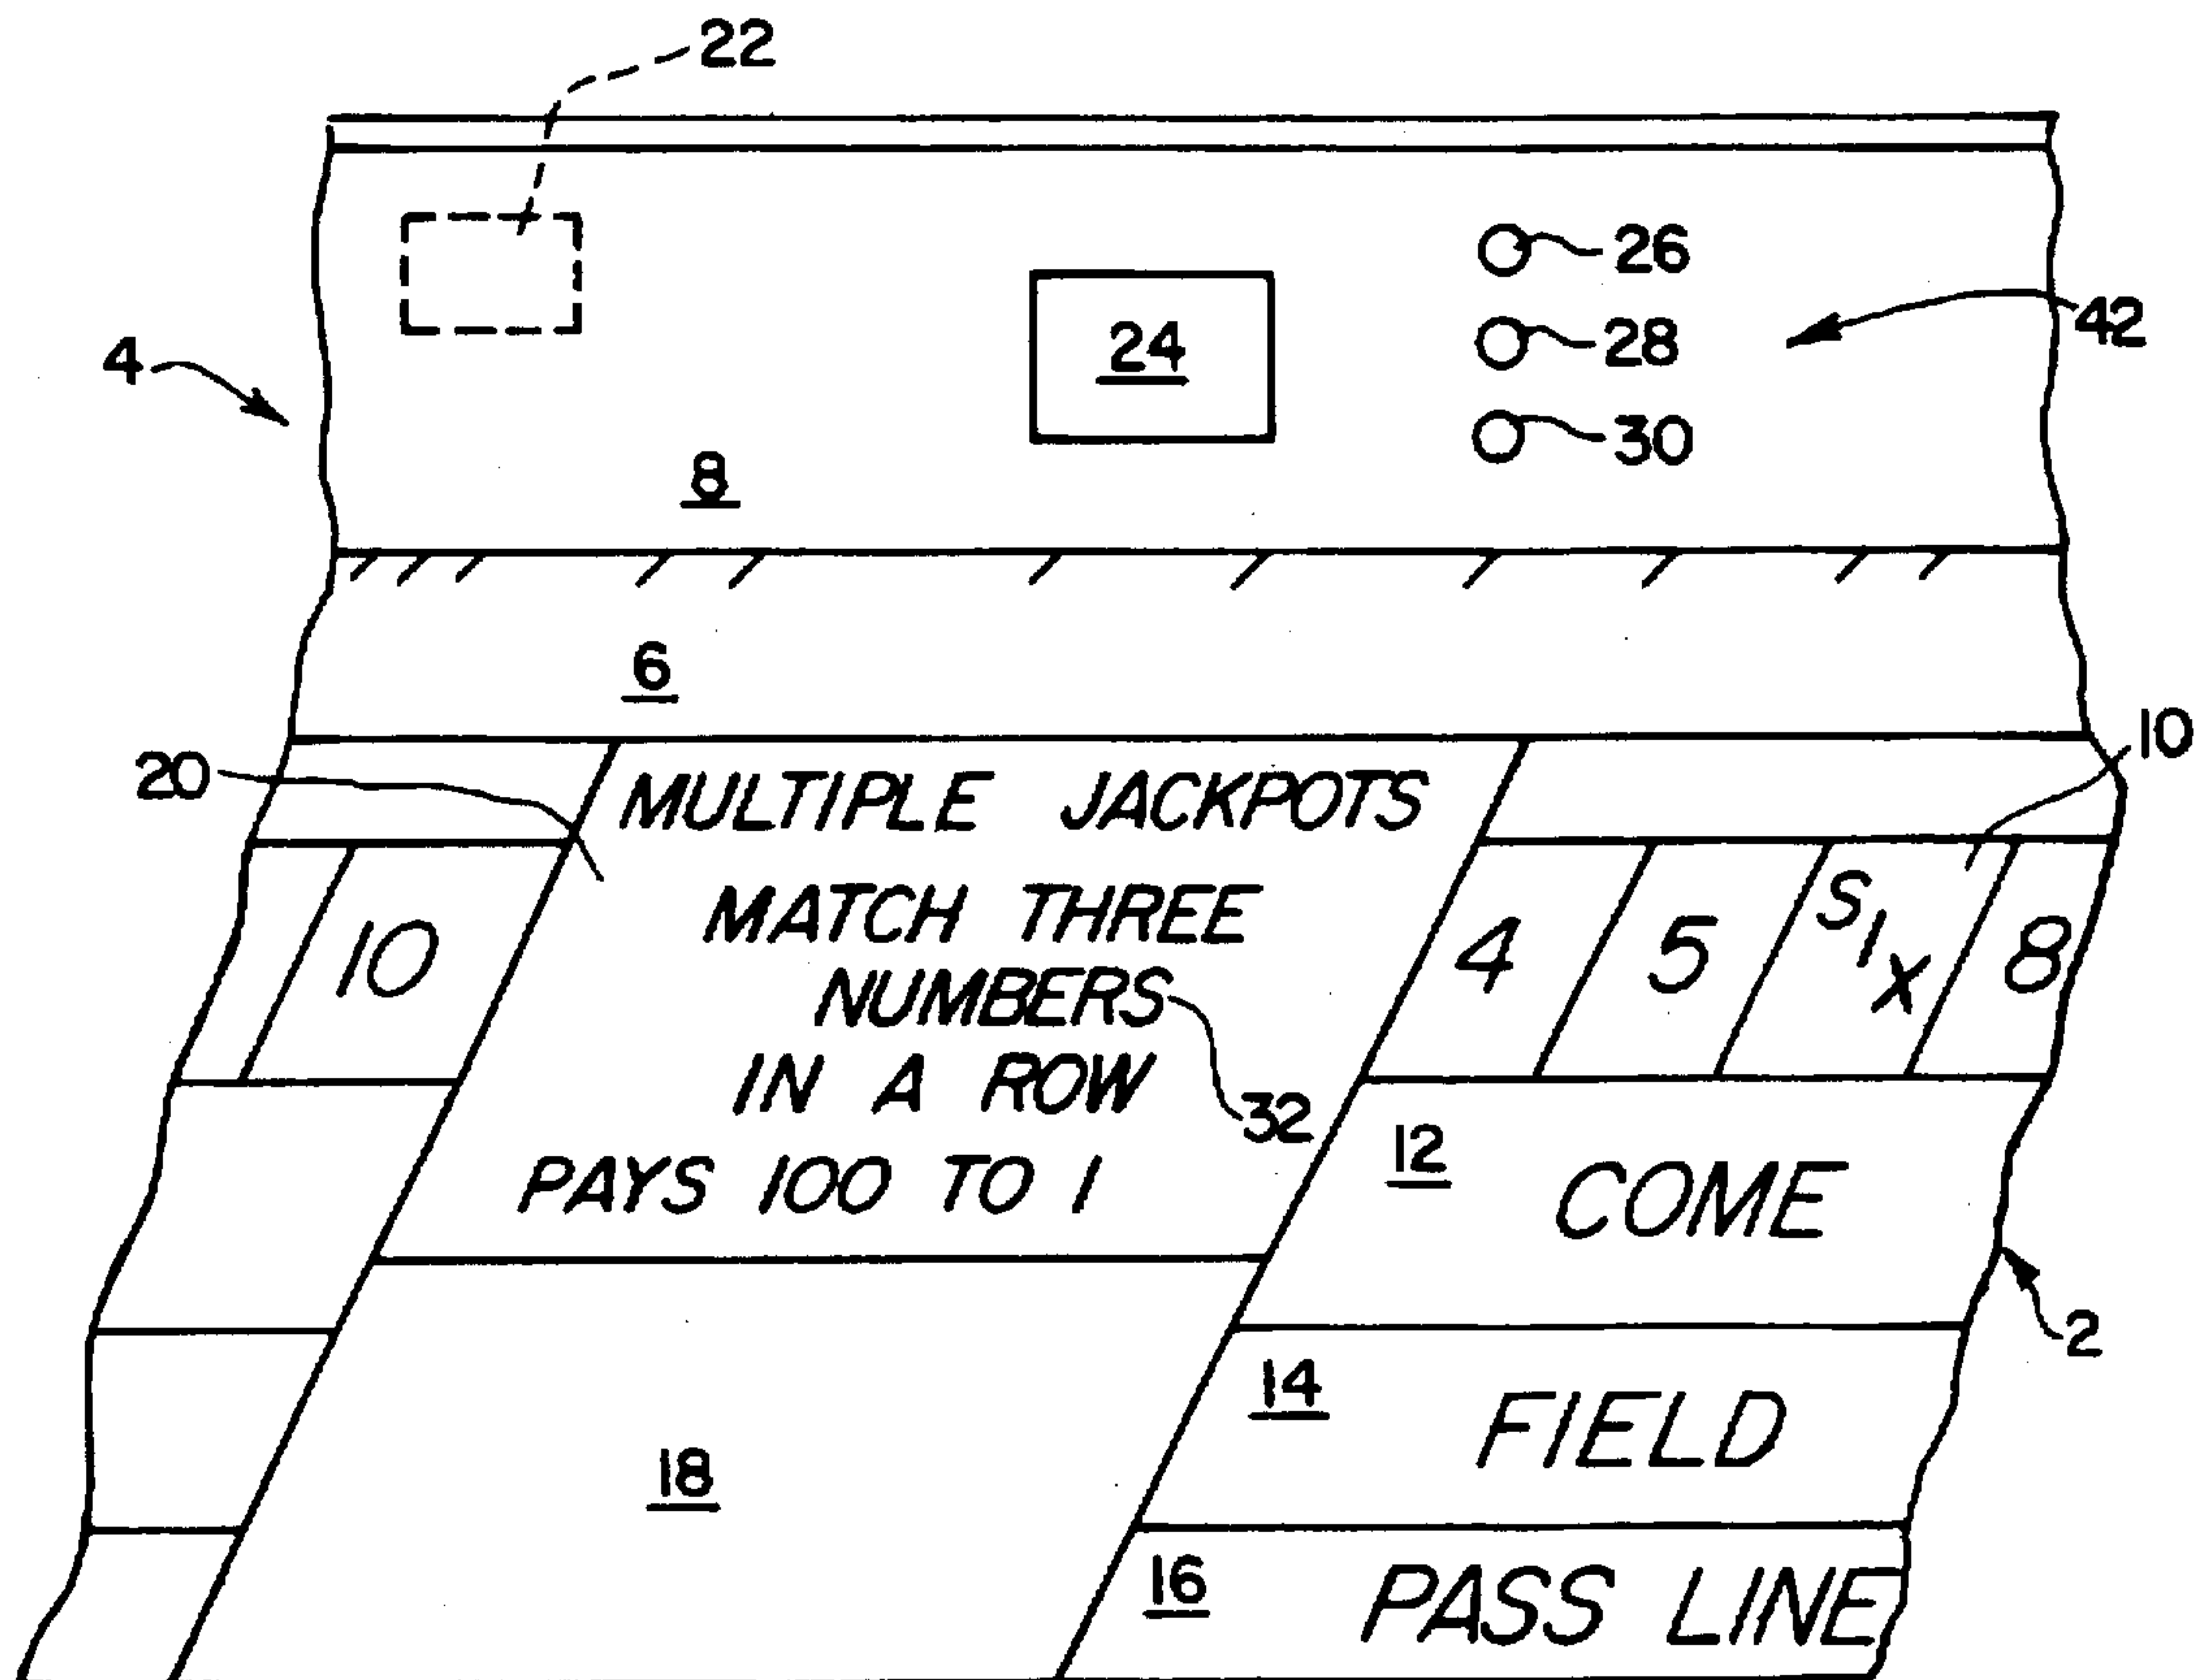 22
26
24
28
42
4
30
8
6
20
10
MULTIPLE JACKPOTS
MATCH THREE
NUMBERS
IN A ROW
PAYS 100 TO 1
32
10
4
5
SIX
8
12
COME
2
14
FIELD
18
16
PASS LINE